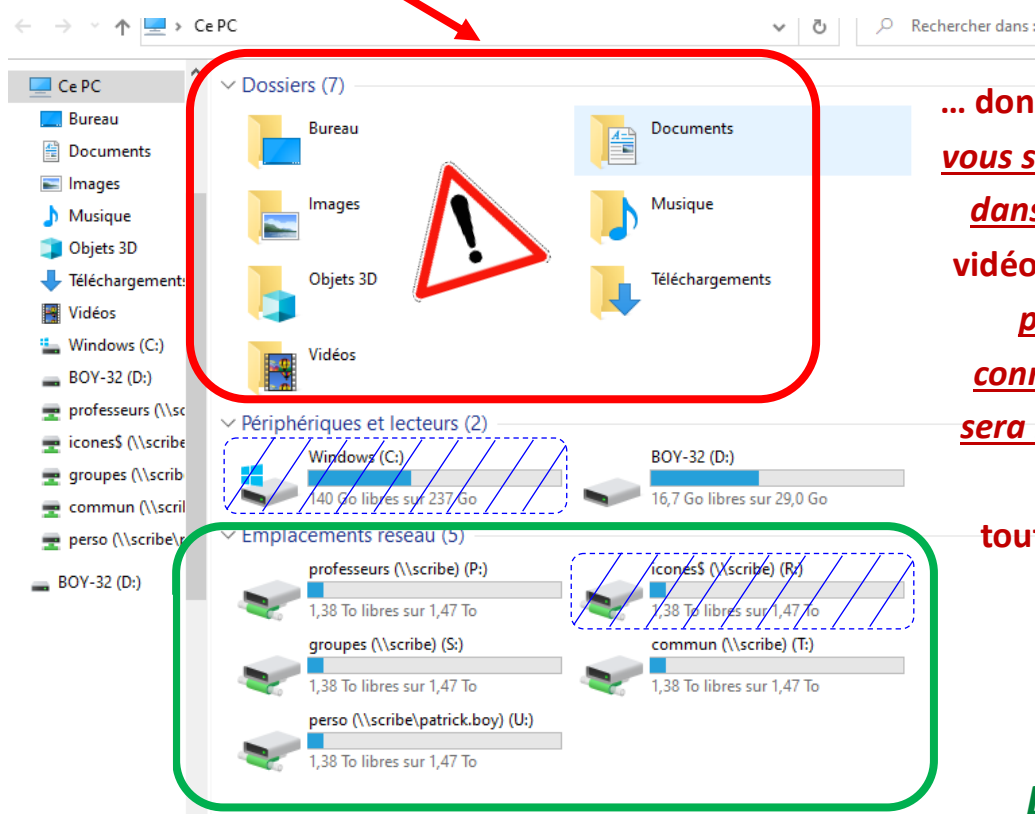 Ce PC
Rechercher dans :
Ce PC
Bureau
Documents
Images
Musique
Objets 3D
Téléchargements
Vidéos
Windows (C:)
BOY-32 (D:)
professeurs (\\sc
icones$ (\\scribe
groupes (\\scrib
commun (\\scril
perso (\\scribe\p
BOY-32 (D:)
Dossiers (7)
Bureau
Documents
Images
Musique
Objets 3D
Téléchargements
Vidéos
Périphériques et lecteurs (2)
Windows (C:)
140 Go libres sur 237 Go
BOY-32 (D:)
16,7 Go libres sur 29,0 Go
Emplacements réseau (5)
professeurs (\\scribe) (P:)
1,38 To libres sur 1,47 To
icones$ (\\scribe) (R:)
1,38 To libres sur 1,47 To
groupes (\\scribe) (S:)
1,38 To libres sur 1,47 To
commun (\\scribe) (T:)
1,38 To libres sur 1,47 To
perso (\\scribe\patrick.boy) (U:)
1,38 To libres sur 1,47 To
... don
vous s
dans
vidéo
p
conn
sera
tout